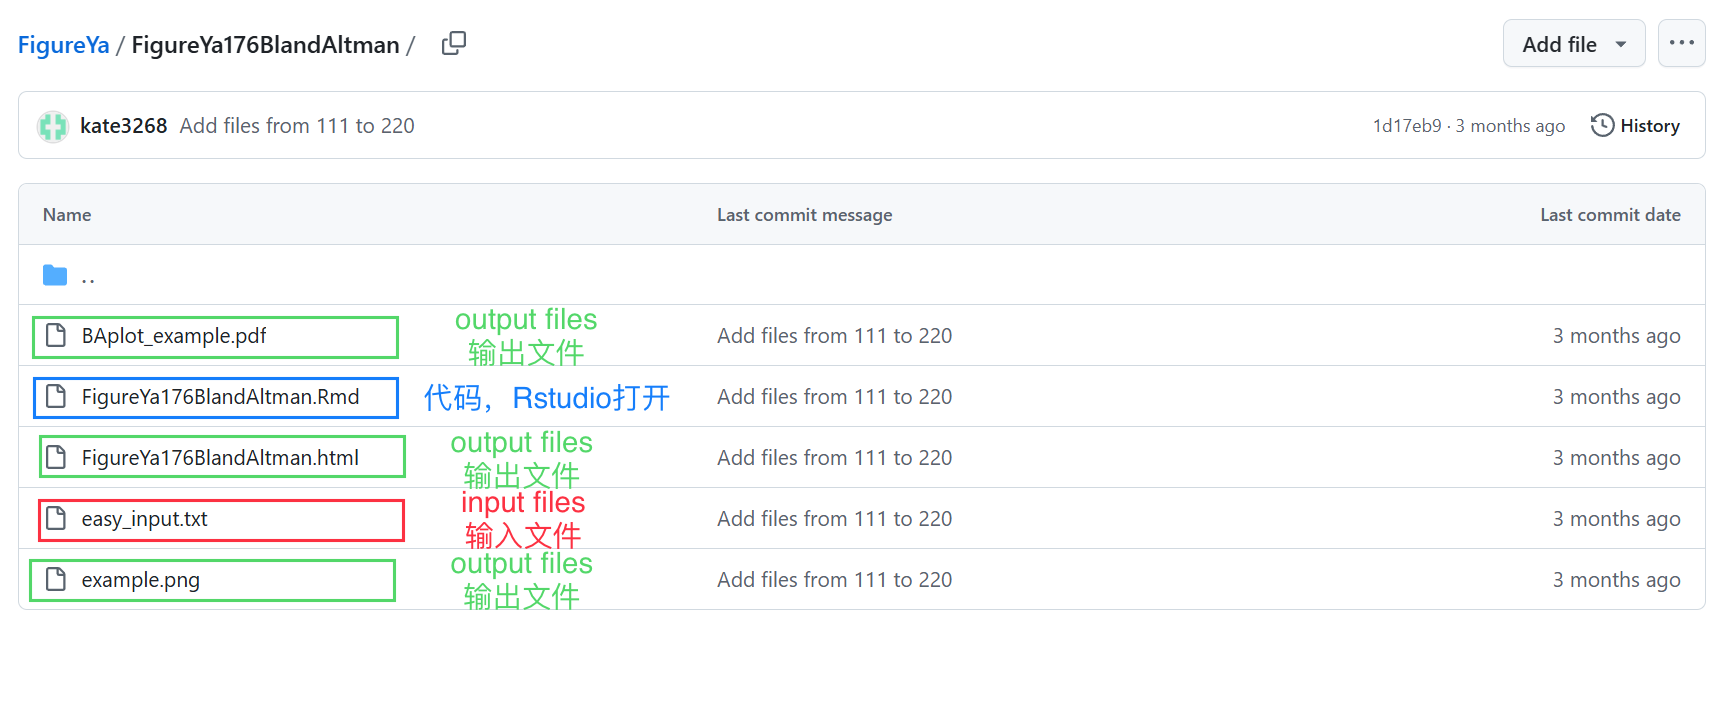 FigureYa / FigureYa176BlandAltman /
Add file
kate3268 Add files from 111 to 220
1d17eb9 · 3 months ago
History
Name Last commit message Last commit date
..
BAplot_example.pdf
output files
输出文件
Add files from 111 to 220 3 months ago
FigureYa176BlandAltman.Rmd 代码，Rstudio打开 Add files from 111 to 220 3 months ago
FigureYa176BlandAltman.html
output files
输出文件
Add files from 111 to 220 3 months ago
easy_input.txt
input files
输入文件
Add files from 111 to 220 3 months ago
example.png
output files
输出文件
Add files from 111 to 220 3 months ago